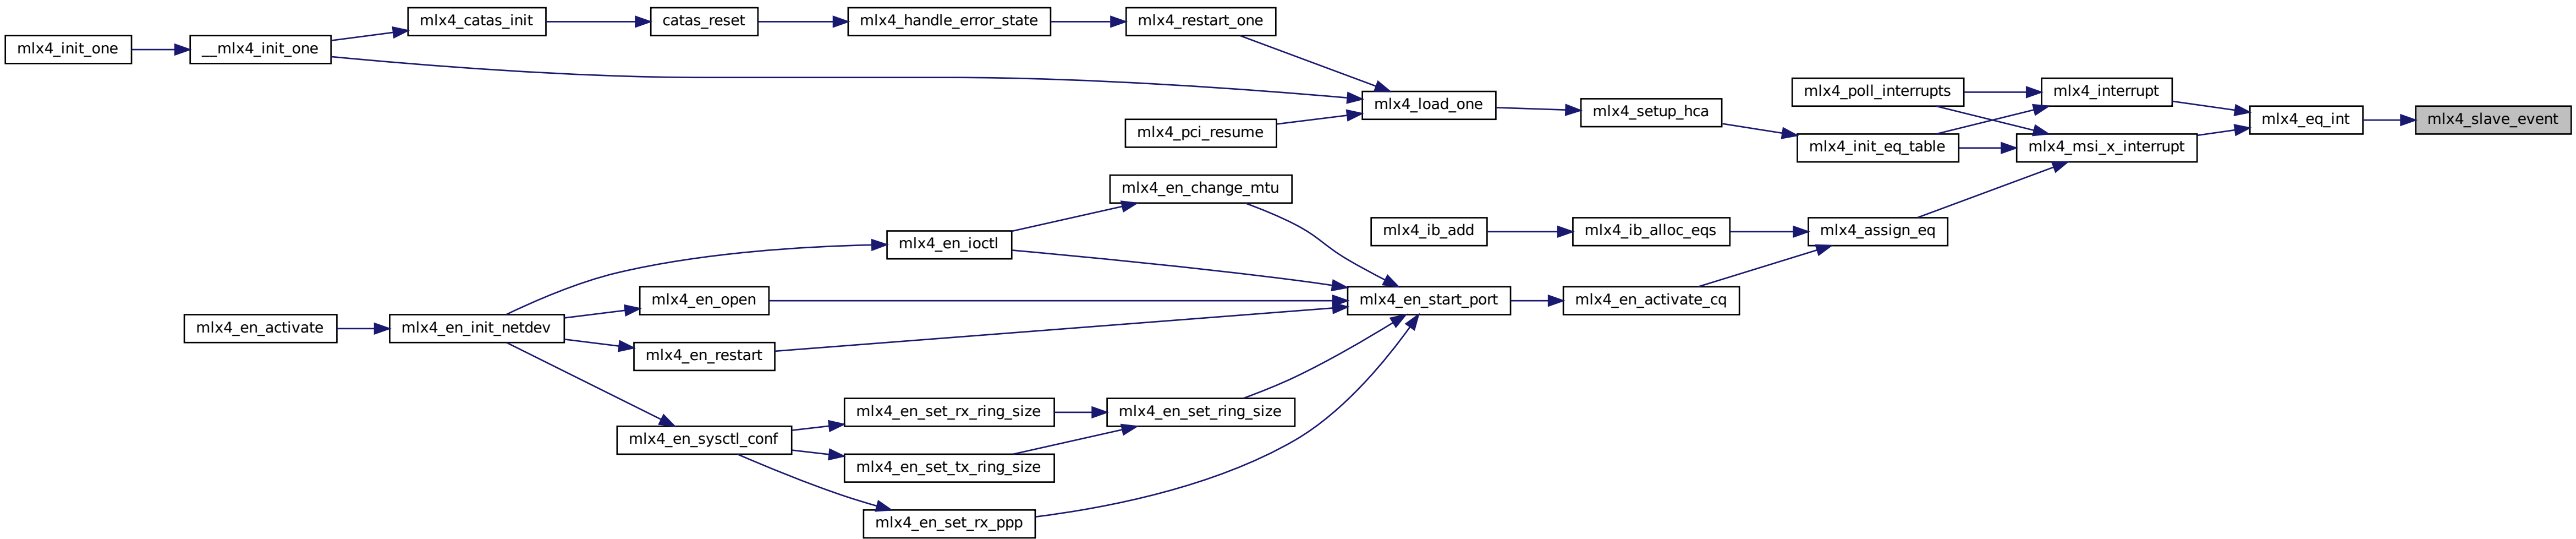 mlx4_init_one
__mlx4_init_one
mlx4_catas_init
catas_reset
mlx4_handle_error_state
mlx4_restart_one
mlx4_load_one
mlx4_pci_resume
mlx4_setup_hca
mlx4_poll_interrupts
mlx4_init_eq_table
mlx4_interrupt
mlx4_msi_x_interrupt
mlx4_eq_int
mlx4_slave_event
mlx4_en_change_mtu
mlx4_en_ioctl
mlx4_ib_add
mlx4_ib_alloc_eqs
mlx4_assign_eq
mlx4_en_activate
mlx4_en_init_netdev
mlx4_en_open
mlx4_en_start_port
mlx4_en_activate_cq
mlx4_en_restart
mlx4_en_set_rx_ring_size
mlx4_en_set_ring_size
mlx4_en_sysctl_conf
mlx4_en_set_tx_ring_size
mlx4_en_set_rx_ppp